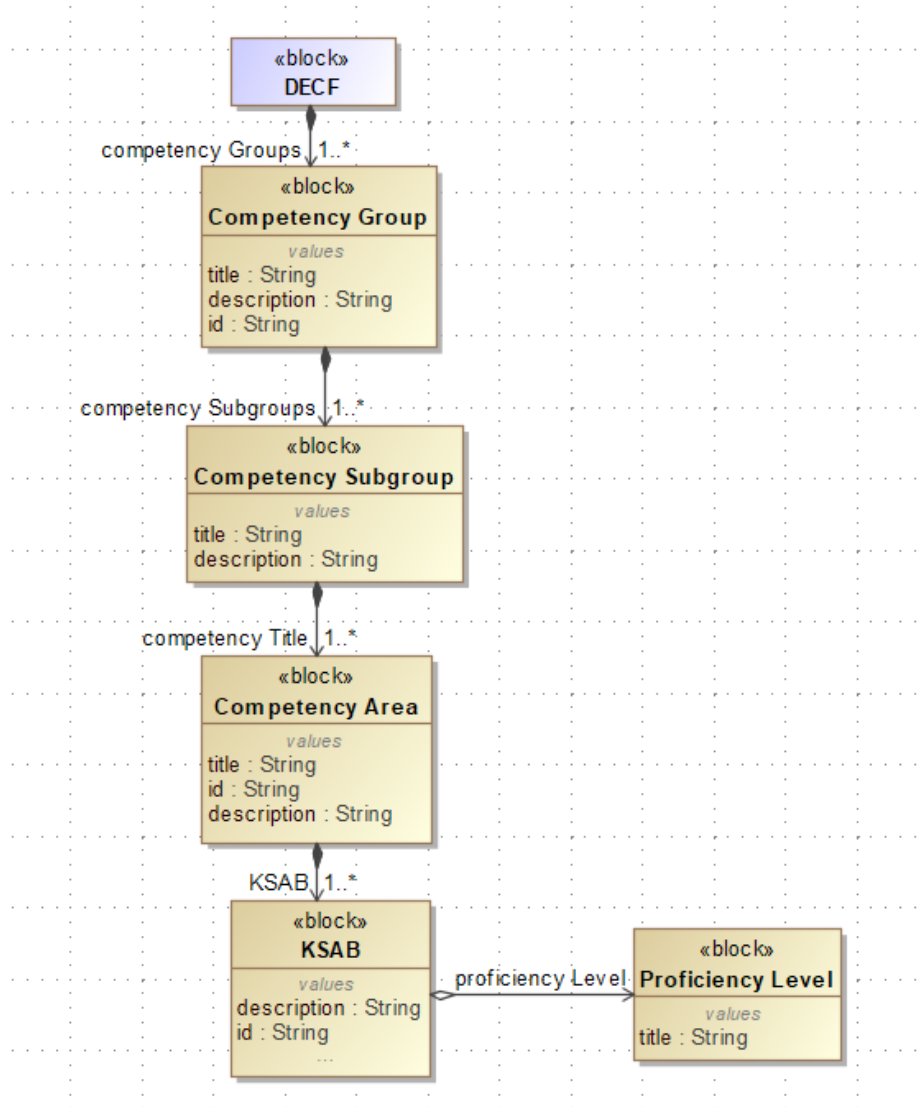 «block»
DECF
competency Groups 1..*
«block»
Competency Group
values
title : String
description : String
id : String
competency Subgroups 1..*
«block»
Competency Subgroup
values
title : String
description : String
competency Title 1..*
«block»
Competency Area
values
title : String
id : String
description : String
KSAB 1..*
«block»
KSAB
values
description : String
id : String
...
proficiency Level
«block»
Proficiency Level
values
title : String